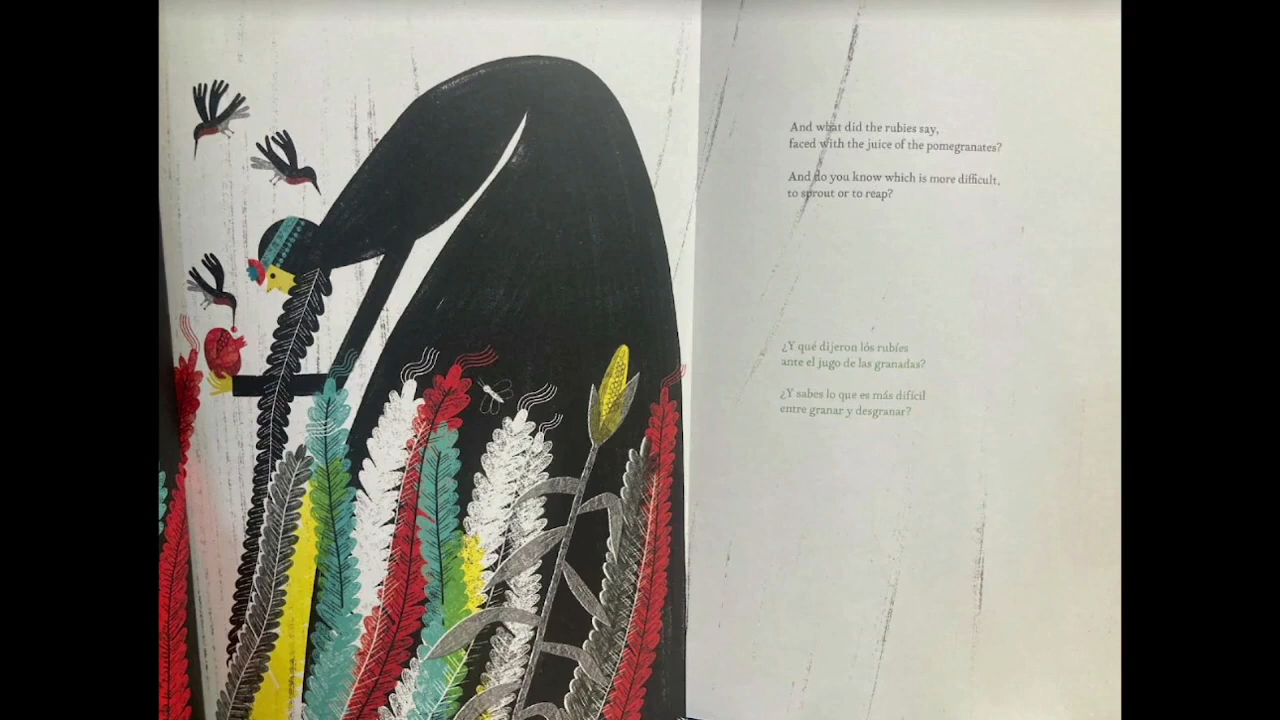 And what did the rubies say,
faced with the juice of the pomegranates?
And do you know which is more difficult,
to sprout or to reap?
¿Y qué dijeron lós rubíes
ante el jugo de las granadas?
¿Y sabes lo que es más difícil
entre granar y desgranar?